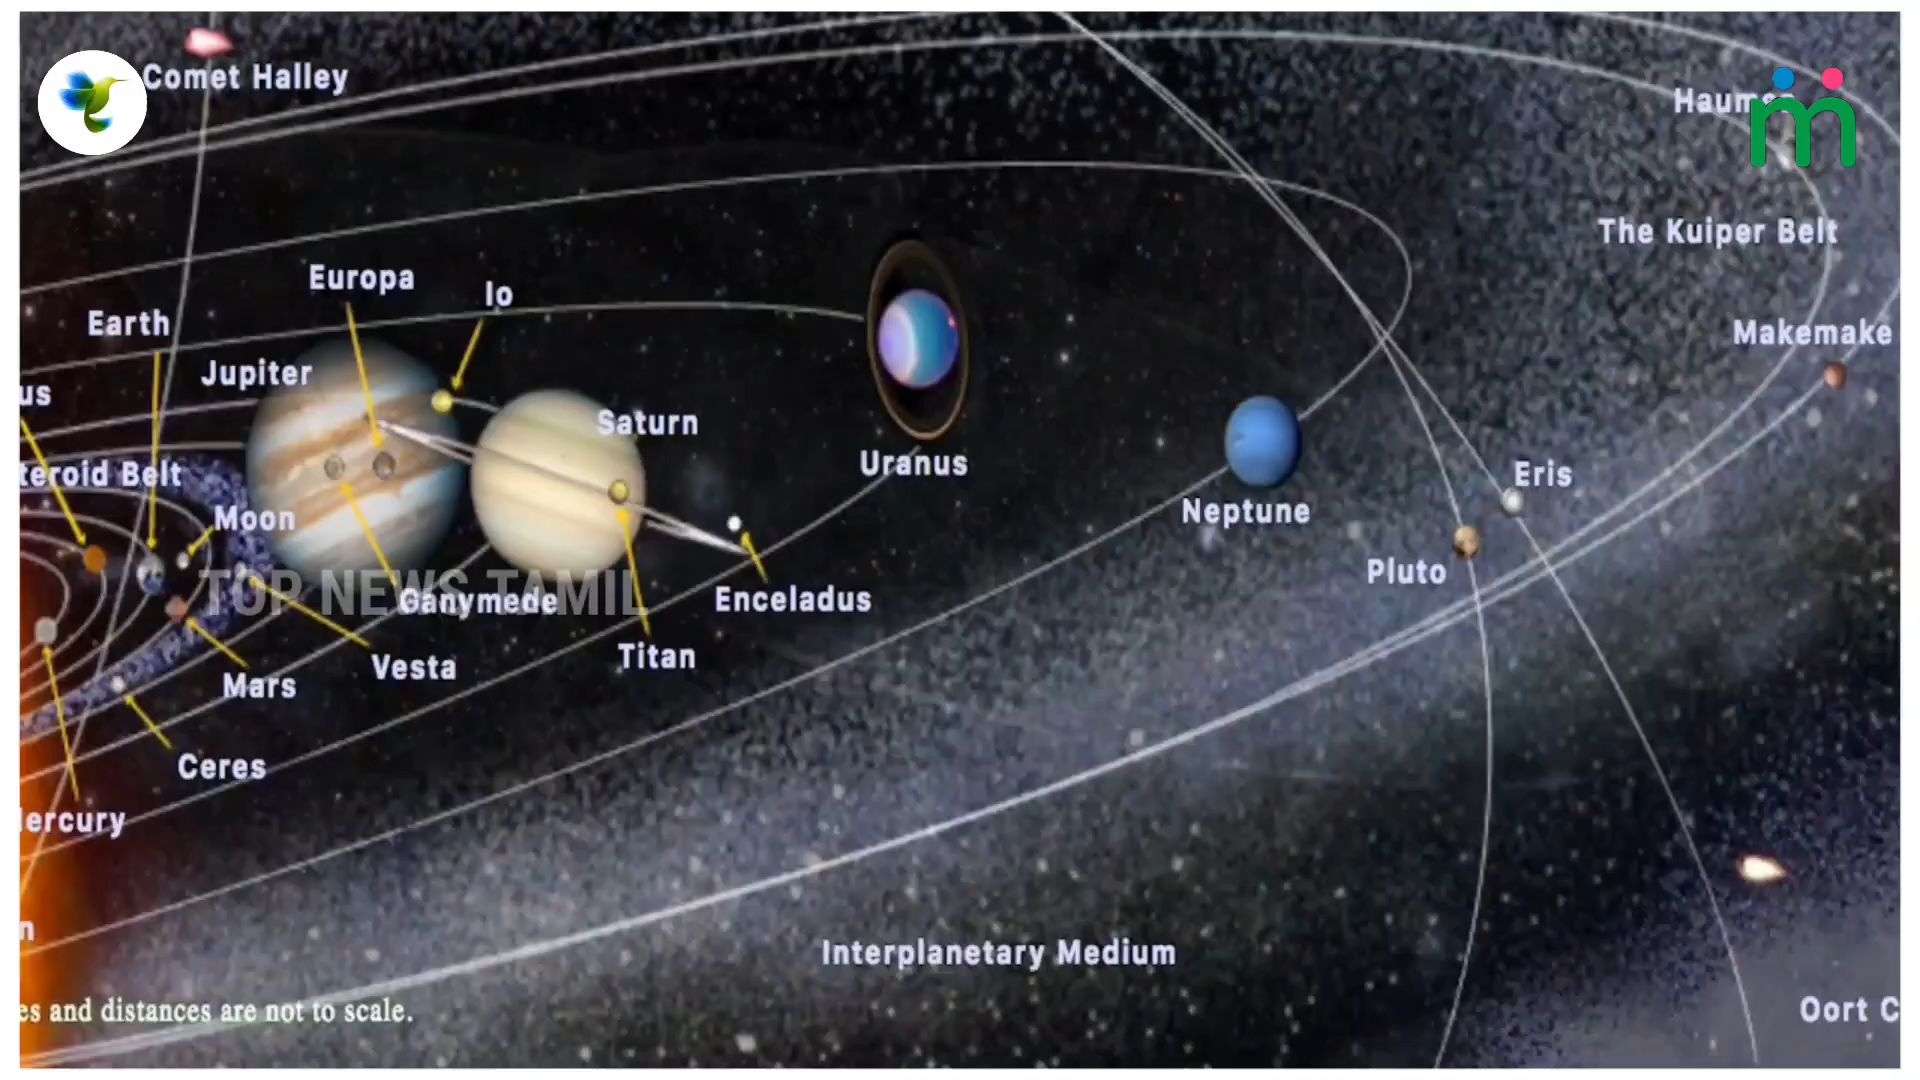 Comet Halley
Haumea
The Kuiper Belt
Europa
Io
Earth
Makemake
Jupiter
us
Saturn
Uranus
teroid Belt
Eris
Neptune
Moon
Pluto
TOP NEWS TAMIL
Ganymede
Enceladus
Titan
Vesta
Mars
Ceres
ercury
n
Interplanetary Medium
es and distances are not to scale.
Oort C